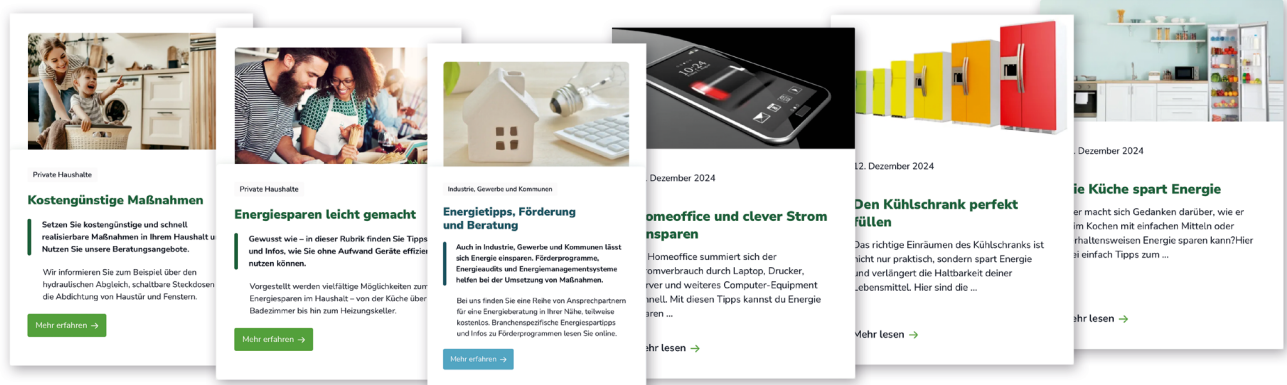 Private Haushalte
Kostengünstige Maßnahmen
Setzen Sie kostengünstige und schnell
realisierbare Maßnahmen in Ihrem Haushalt
Nutzen Sie unsere Beratungsangebote.
Wir informieren Sie zum Beispiel über den
hydraulischen Abgleich, schaltbare Steckdosen
die Abdichtung von Haustür und Fenstern.
Mehr erfahren →
Private Haushalte
Energiesparen leicht gemacht
Gewusst wie – in dieser Rubrik finden Sie Tipps
und Infos, wie Sie ohne Aufwand Geräte
nutzen können.
Vorgestellt werden vielfältige Möglichkeiten zum
Energiesparen im Haushalt – von der Küche über
Badezimmer bis hin zum Heizungskeller.
Mehr erfahren →
Industrie, Gewerbe und Kommunen
Energietipps, Förderung
und Beratung
Auch in Industrie, Gewerbe und Kommunen lässt
sich Energie einsparen. Förderprogramme,
Energieaudits und Energiemanagementsysteme
helfen bei der Umsetzung von Maßnahmen.
Bei uns finden Sie eine Reihe von Ansprechpartnern
für eine Energieberatung in Ihrer Nähe, teilweise
kostenlos. Branchenspezifische Energiespartipps
und Infos zu Förderprogrammen lesen Sie online.
Mehr erfahren →
10:24
. Dezember 2024
omeoffice und clever Strom
nsparen
Homeoffice summiert sich der
omverbrauch durch Laptop, Drucker,
rver und weiteres Computer-Equipment
hnell. Mit diesen Tipps kannst du Energie
aren ...
ehr lesen →
12. Dezember 2024
Den Kühlschrank perfekt
füllen
Das richtige Einräumen des Kühlschranks ist
nicht nur praktisch, sondern spart Energie
und verlängert die Haltbarkeit deiner
Lebensmittel. Hier sind die ...
Mehr lesen →
. Dezember 2024
ie Küche spart Energie
er macht sich Gedanken darüber, wie er
im Kochen mit einfachen Mitteln oder
rhaltensweisen Energie sparen kann?Hier
ei einfach Tipps zum ...
hr lesen →